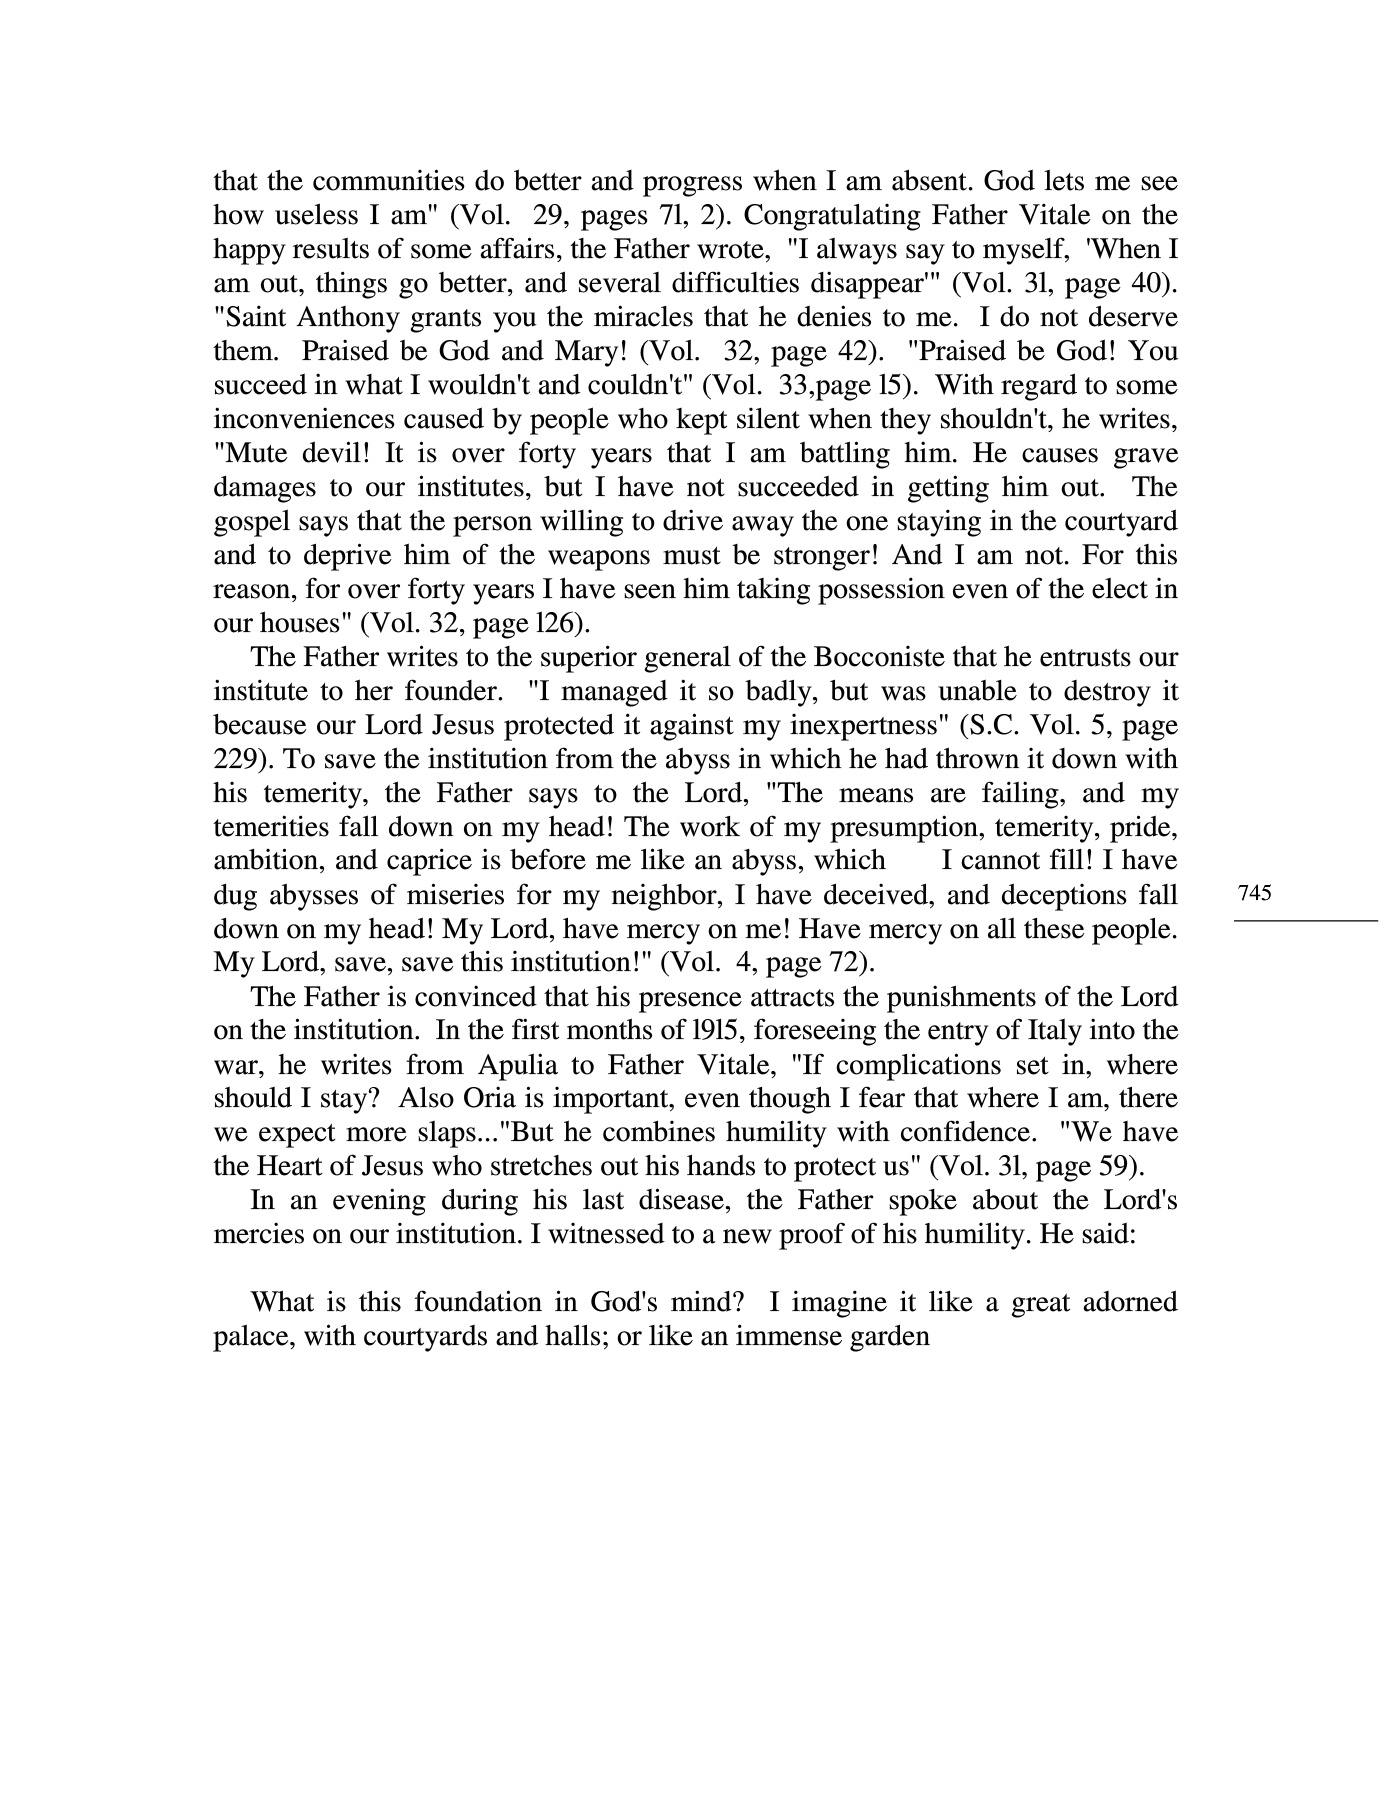 that the communities do better and progress when I am absent. God lets me see
how useless I am" (Vol. 29, pages 7l, 2). Congratulating Father Vitale on the
happy results of some affairs, the Father wrote, "I always say to myself, 'When I
am out, things go better, and several difficulties disappear'" (Vol. 3l, page 40).
"Saint Anthony grants you the miracles that he denies to me. I do not deserve
them. Praised be God and Mary! (Vol. 32, page 42). "Praised be God! You
succeed in what I wouldn't and couldn't" (Vol. 33,page l5). With regard to some
inconveniences caused by people who kept silent when they shouldn't, he writes,
"Mute devil! It is over forty years that I am battling him. He causes grave
damages to our institutes, but I have not succeeded in getting him out. The
gospel says that the person willing to drive away the one staying in the courtyard
and to deprive him of the weapons must be stronger! And I am not. For this
reason, for over forty years I have seen him taking possession even of the elect in
our houses" (Vol. 32, page l26).
The Father writes to the superior general of the Bocconiste that he entrusts our
institute to her founder. "I managed it so badly, but was unable to destroy it
because our Lord Jesus protected it against my inexpertness" (S.C. Vol. 5, page
229). To save the institution from the abyss in which he had thrown it down with
his temerity, the Father says to the Lord, "The means are failing, and my
temerities fall down on my head! The work of my presumption, temerity, pride,
ambition, and caprice is before me like an abyss, which I cannot fill! I have
dug abysses of miseries for my neighbor, I have deceived, and deceptions fall
down on my head! My Lord, have mercy on me! Have mercy on all these people.
My Lord, save, save this institution!" (Vol. 4, page 72).
The Father is convinced that his presence attracts the punishments of the Lord
on the institution. In the first months of l9l5, foreseeing the entry of Italy into the
war, he writes from Apulia to Father Vitale, "If complications set in, where
should I stay? Also Oria is important, even though I fear that where I am, there
we expect more slaps..."But he combines humility with confidence. "We have
the Heart of Jesus who stretches out his hands to protect us" (Vol. 3l, page 59).
In an evening during his last disease, the Father spoke about the Lord's
mercies on our institution. I witnessed to a new proof of his humility. He said:
What is this foundation in God's mind? I imagine it like a great adorned
palace, with courtyards and halls; or like an immense garden
745